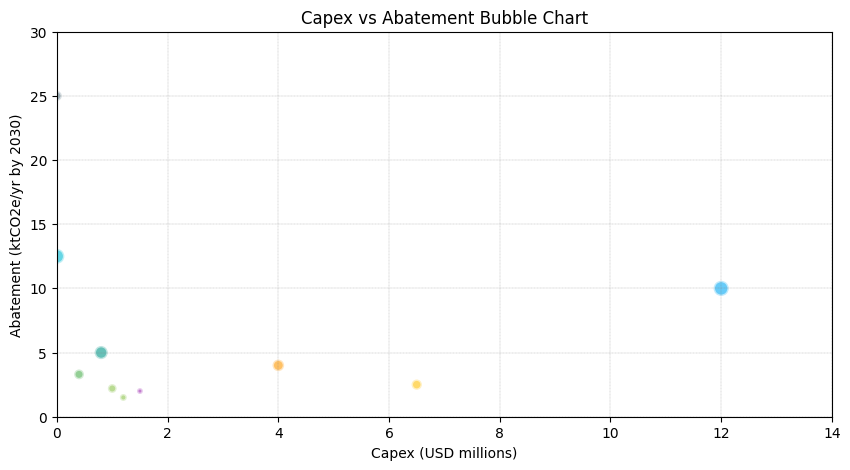 Capex vs Abatement Bubble Chart
30
25
20
15
10
5
0
Abatement (ktCO2e/yr by 2030)
0 2 4 6 8 10 12 14
Capex (USD millions)